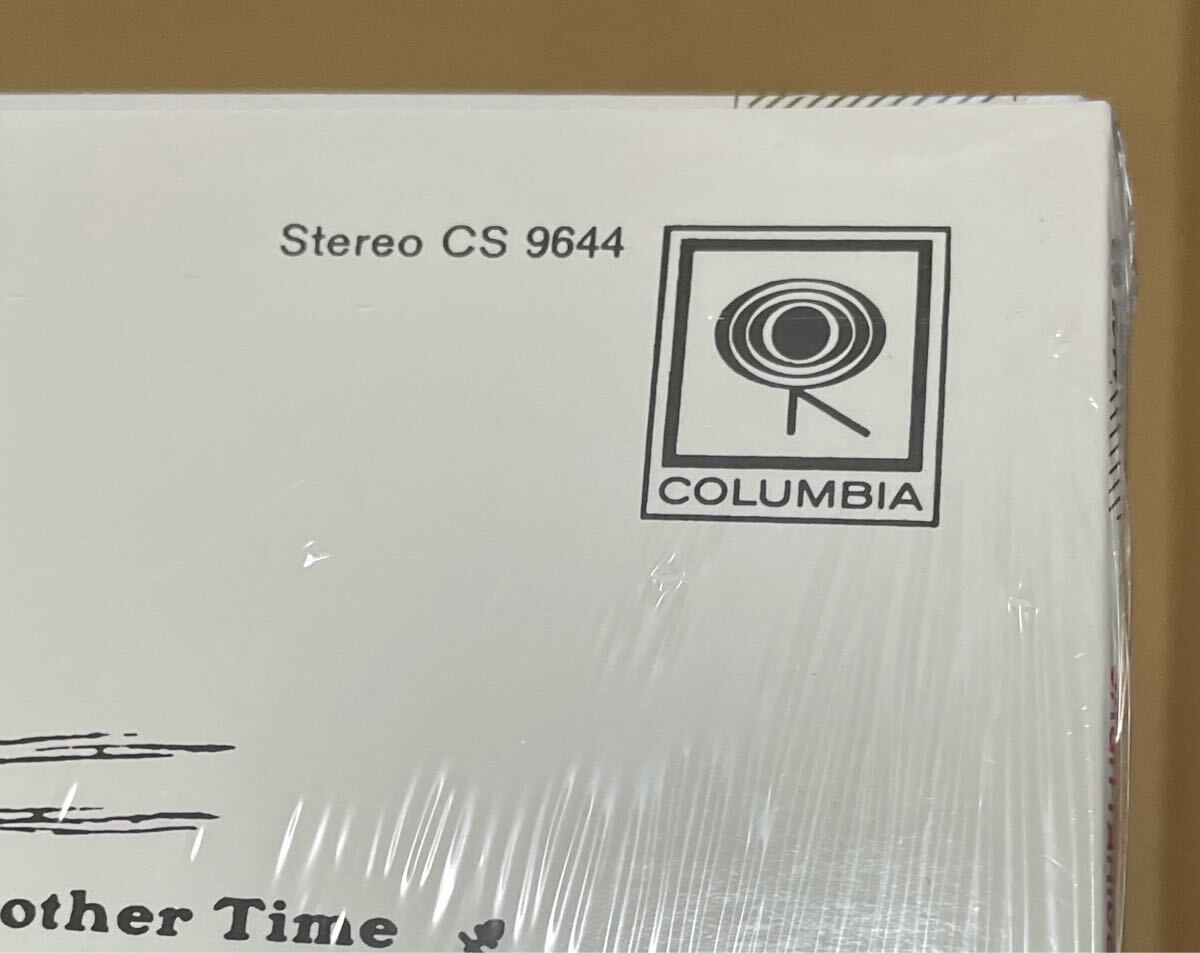 Stereo CS 9644
COLUMBIA
other Time